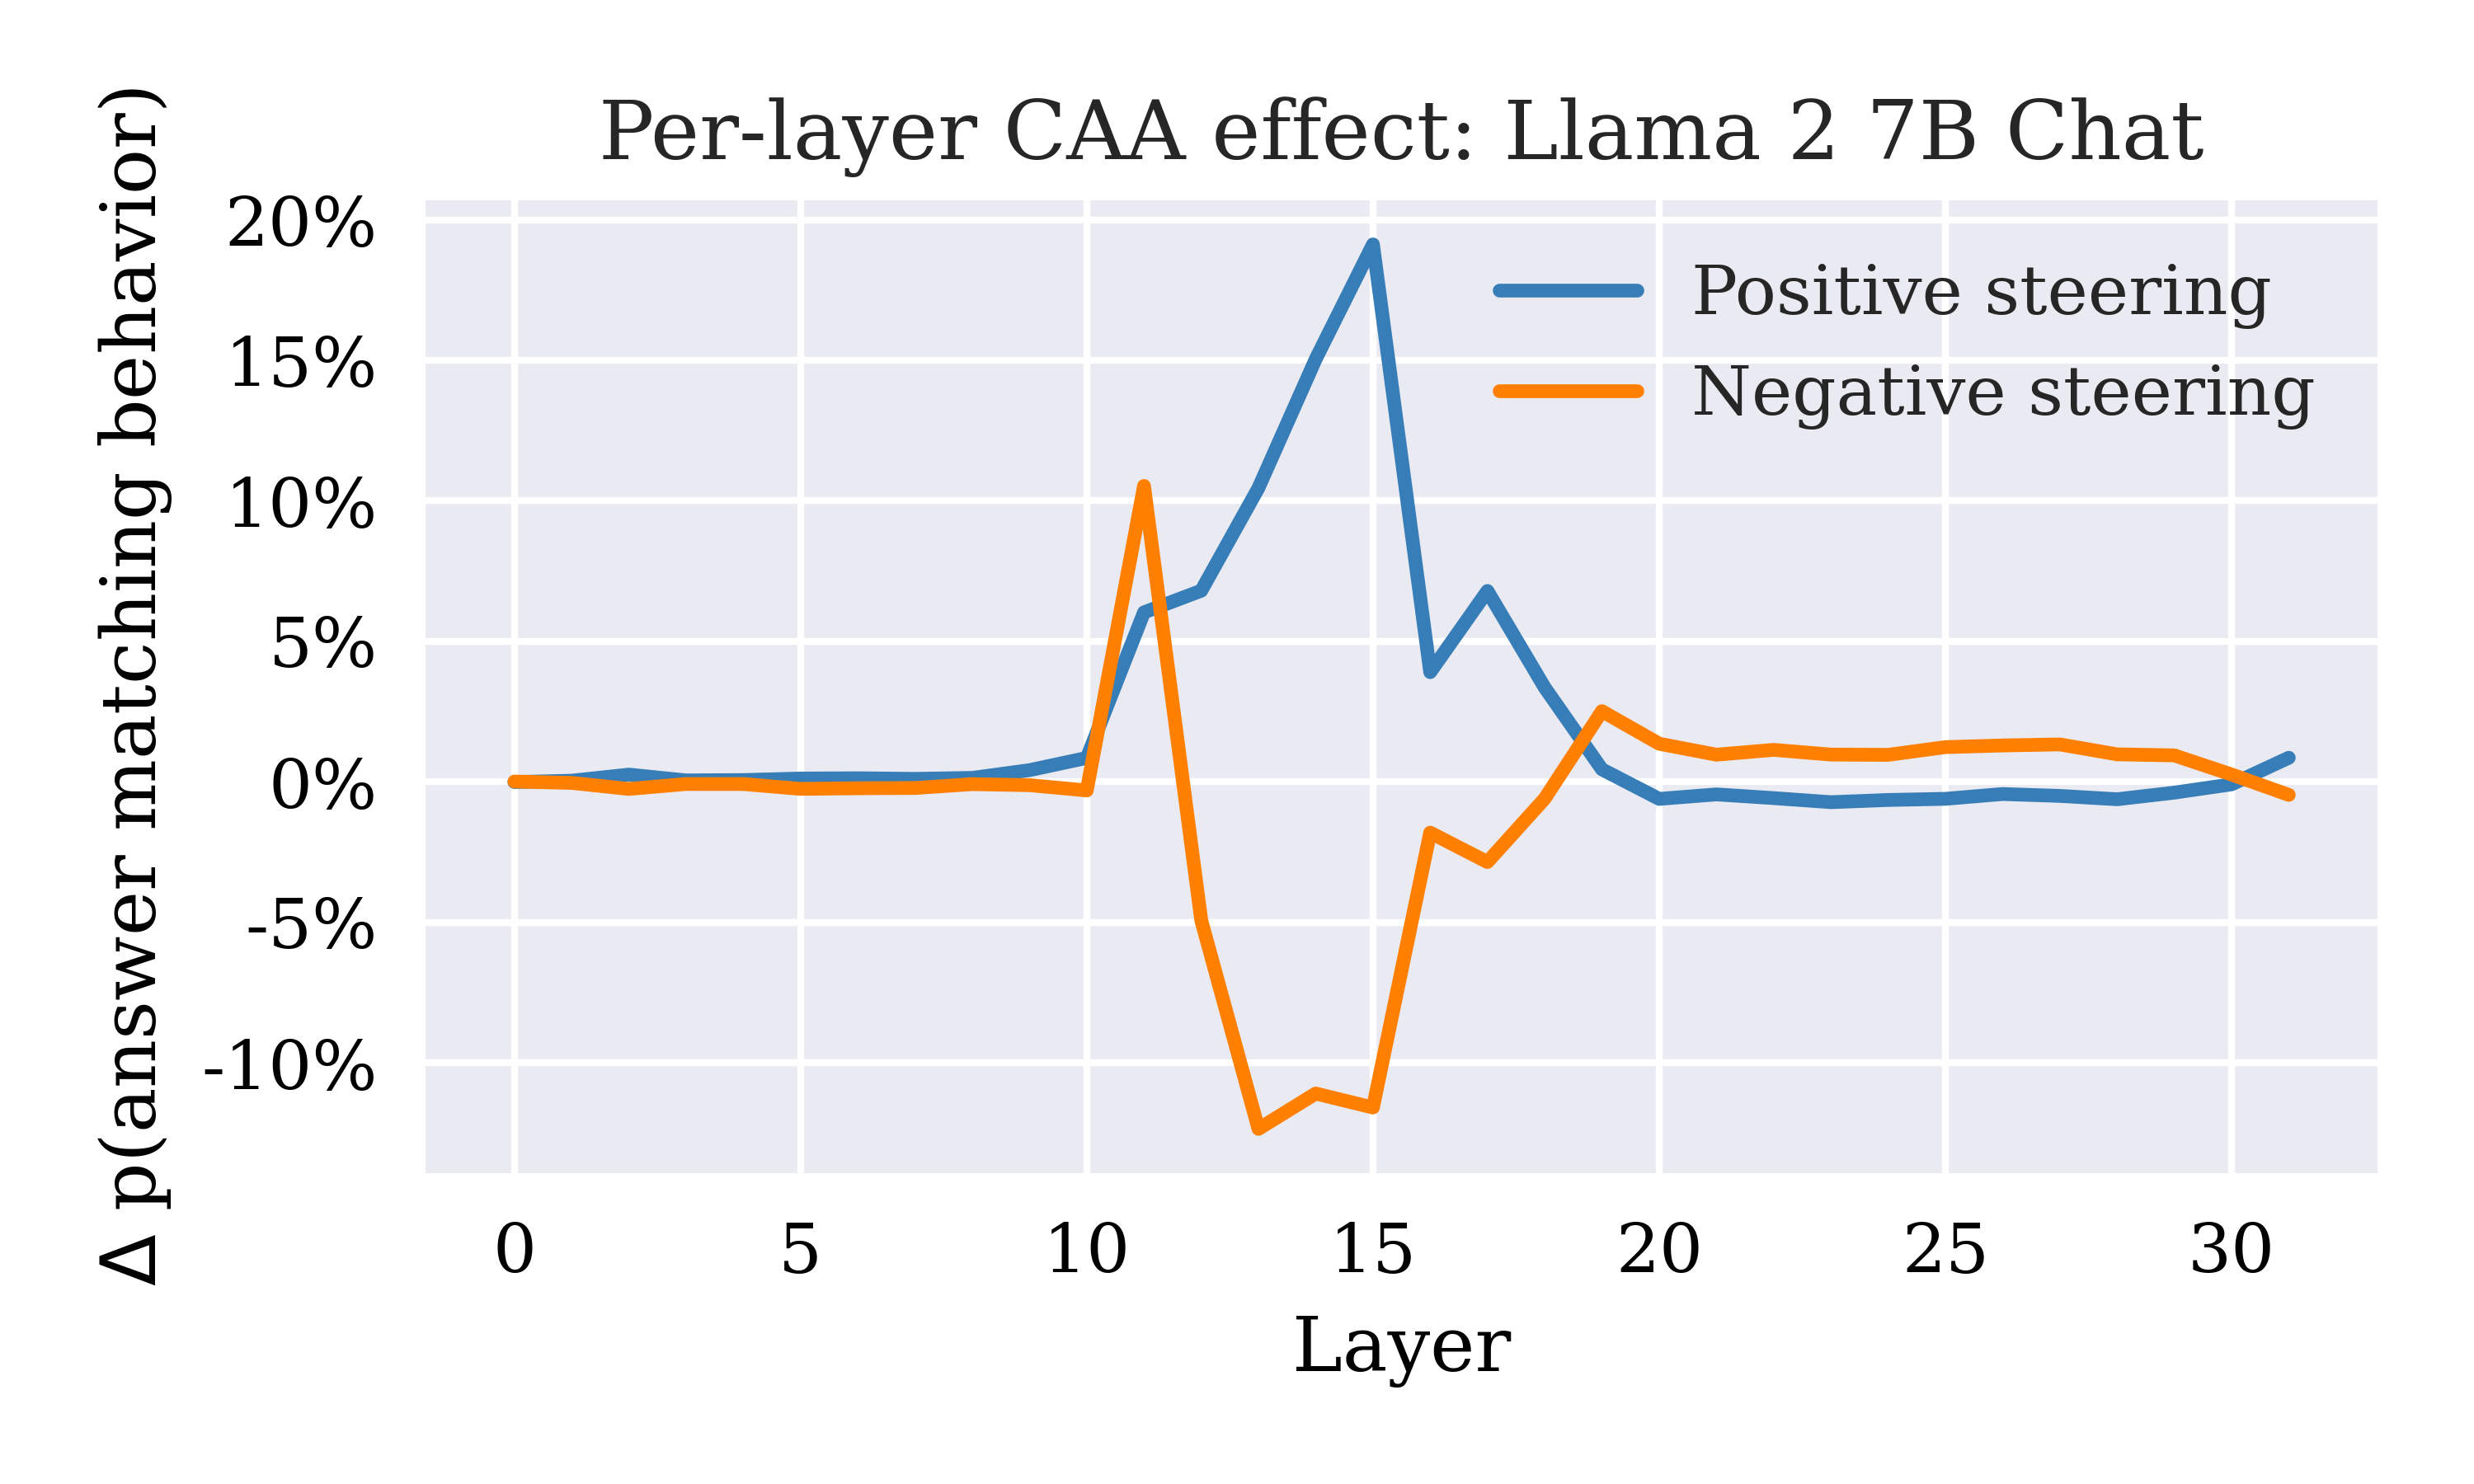 Per-layer CAA effect: Llama 2 7B Chat
Δ p(answer matching behavior)
20%
15%
10%
5%
0%
-5%
-10%
Positive steering
Negative steering
0 5 10 15 20 25 30
Layer